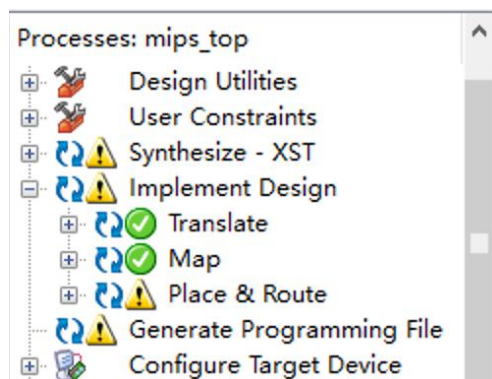 Processes: mips_top
Design Utilities
User Constraints
Synthesize - XST
Implement Design
Translate
Map
Place & Route
Generate Programming File
Configure Target Device